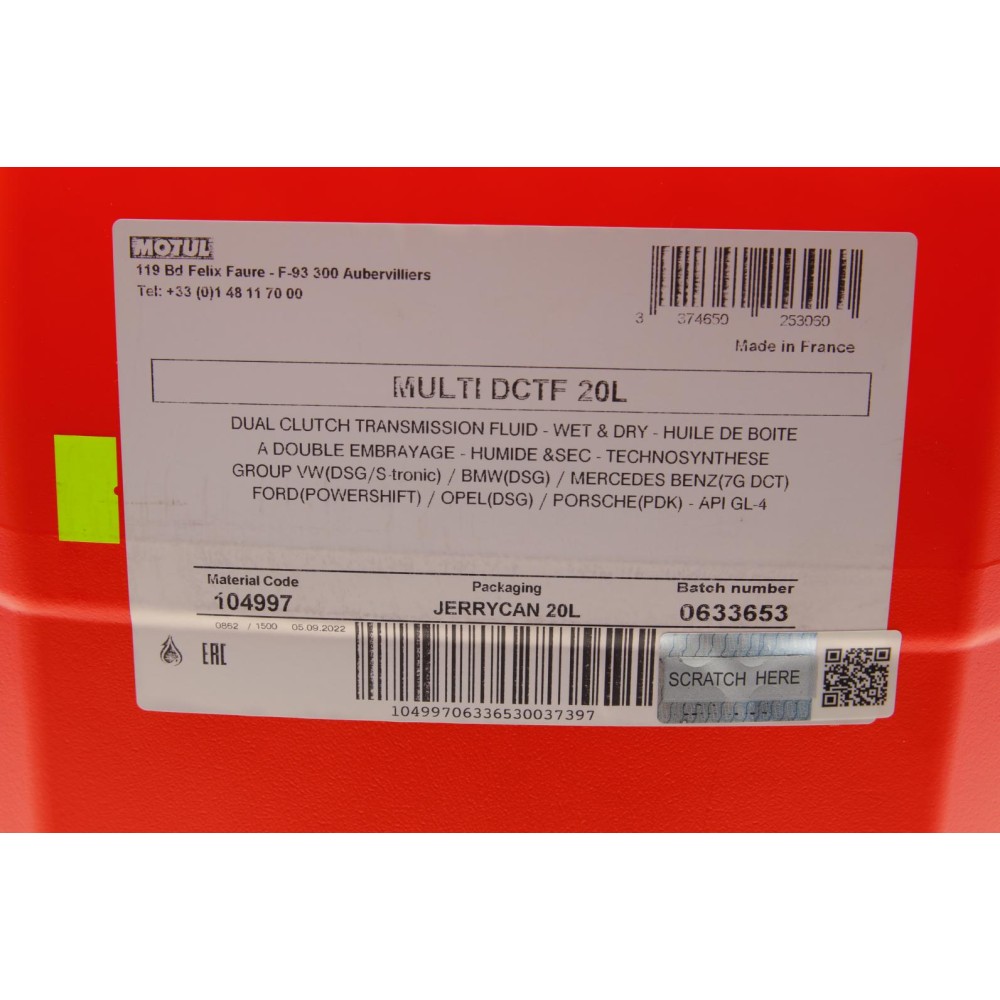 MOTUL
119 Bd Felix Faure - F-93 300 Aubervilliers
Tel: +33 (0)1 48 11 70 00
3 374650 253060
Made in France
MULTI DCTF 20L
DUAL CLUTCH TRANSMISSION FLUID - WET & DRY - HUILE DE BOITE
A DOUBLE EMBRAYAGE - HUMIDE &SEC - TECHNOSYNTHESE
GROUP VW(DSG/S-tronic) / BMW(DSG) / MERCEDES BENZ(7G DCT)
FORD(POWERSHIFT) / OPEL(DSG) / PORSCHE(PDK) - API GL-4
Material Code Packaging Batch number
104997 JERRYCAN 20L 0633653
0862 / 1500 05.09.2022
EAC
SCRATCH HERE
10499706336530037397